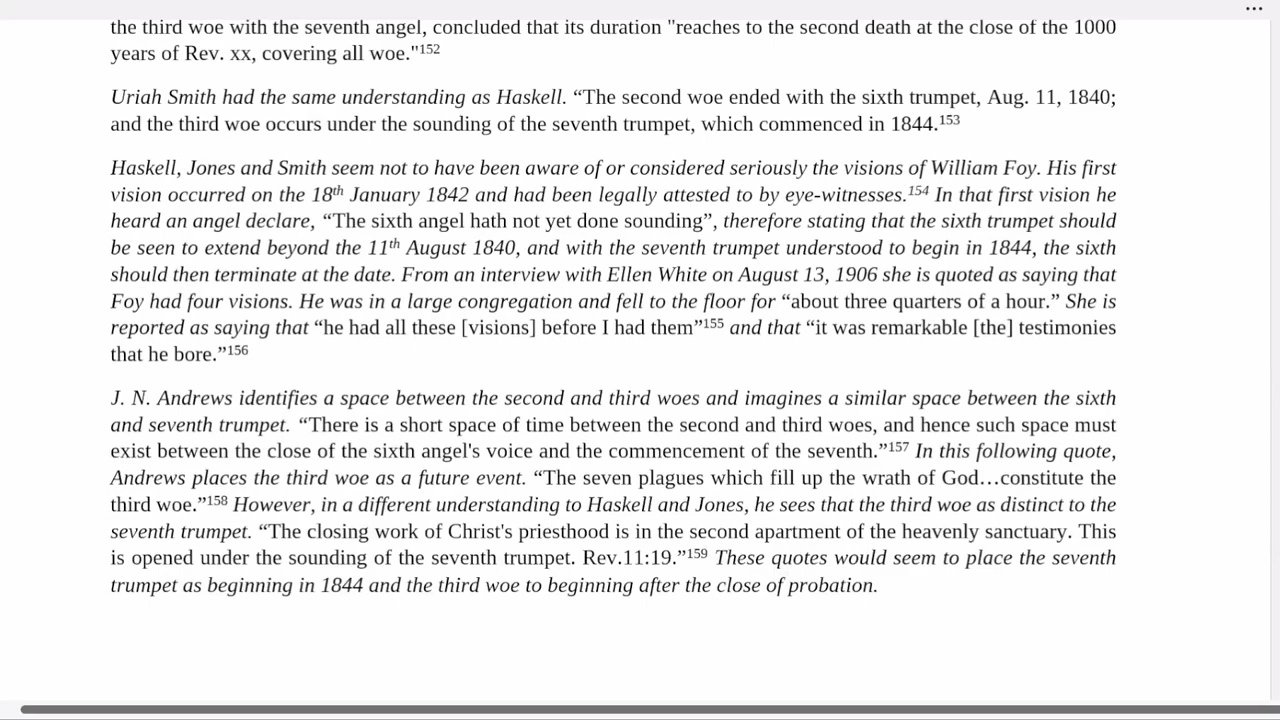 the third woe with the seventh angel, concluded that its duration "reaches to the second death at the close of the 1000
years of Rev. xx, covering all woe."152
Uriah Smith had the same understanding as Haskell. “The second woe ended with the sixth trumpet, Aug. 11, 1840;
and the third woe occurs under the sounding of the seventh trumpet, which commenced in 1844.153
Haskell, Jones and Smith seem not to have been aware of or considered seriously the visions of William Foy. His first
vision occurred on the 18th January 1842 and had been legally attested to by eye-witnesses.154 In that first vision he
heard an angel declare, “The sixth angel hath not yet done sounding”, therefore stating that the sixth trumpet should
be seen to extend beyond the 11th August 1840, and with the seventh trumpet understood to begin in 1844, the sixth
should then terminate at the date. From an interview with Ellen White on August 13, 1906 she is quoted as saying that
Foy had four visions. He was in a large congregation and fell to the floor for “about three quarters of a hour.” She is
reported as saying that “he had all these [visions] before I had them”155 and that “it was remarkable [the] testimonies
that he bore.”156
J. N. Andrews identifies a space between the second and third woes and imagines a similar space between the sixth
and seventh trumpet. “There is a short space of time between the second and third woes, and hence such space must
exist between the close of the sixth angel's voice and the commencement of the seventh.”157 In this following quote,
Andrews places the third woe as a future event. “The seven plagues which fill up the wrath of God…constitute the
third woe.”158 However, in a different understanding to Haskell and Jones, he sees that the third woe as distinct to the
seventh trumpet. “The closing work of Christ's priesthood is in the second apartment of the heavenly sanctuary. This
is opened under the sounding of the seventh trumpet. Rev.11:19.”159 These quotes would seem to place the seventh
trumpet as beginning in 1844 and the third woe to beginning after the close of probation.